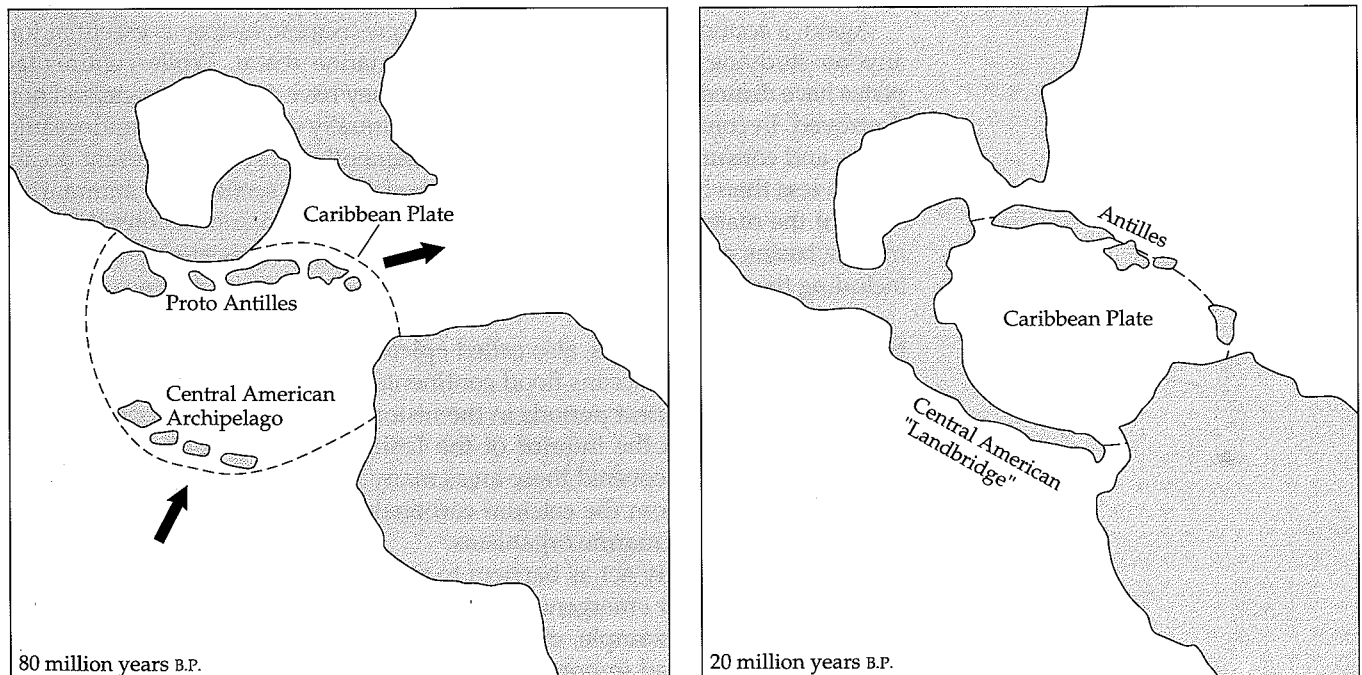 Caribbean Plate
Proto Antilles
Central American
Archipelago
80 million years B.P.
Antilles
Caribbean Plate
Central American
"Landbridge"
20 million years B.P.